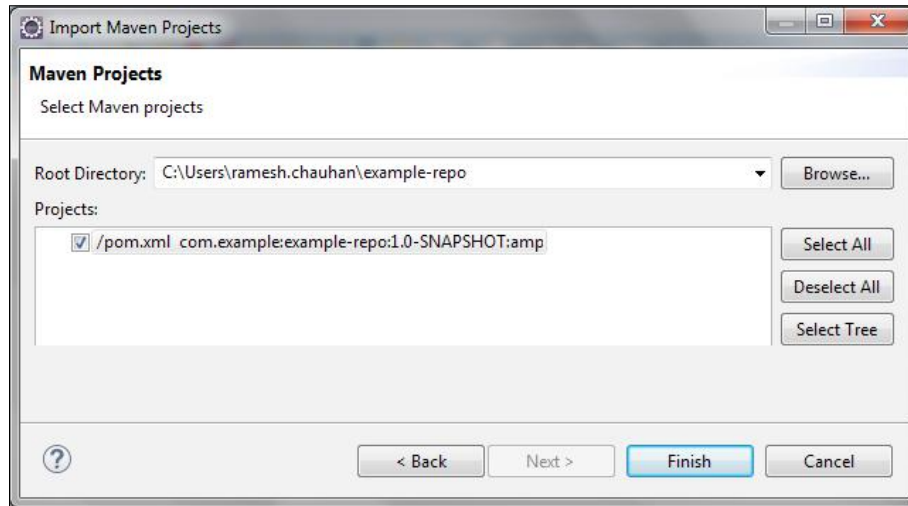 Import Maven Projects
Maven Projects
Select Maven projects
Root Directory: C:\Users\ramesh.chauhan\example-repo Browse...
Projects:
/pom.xml com.example:example-repo:1.0-SNAPSHOT:amp
Select All
Deselect All
Select Tree
? < Back Next > Finish Cancel